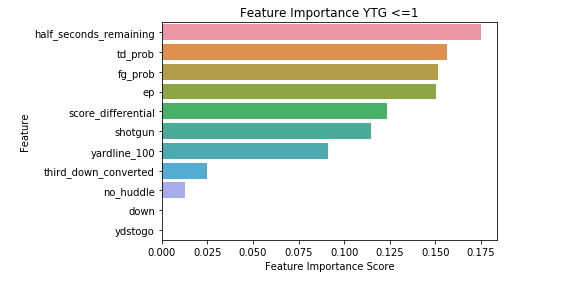 Feature Importance YTG <=1
half_seconds_remaining
td_prob
fg_prob
ep
score_differential
shotgun
yardline_100
third_down_converted
no_huddle
down
ydstogo
Feature
0.000 0.025 0.050 0.075 0.100 0.125 0.150 0.175
Feature Importance Score